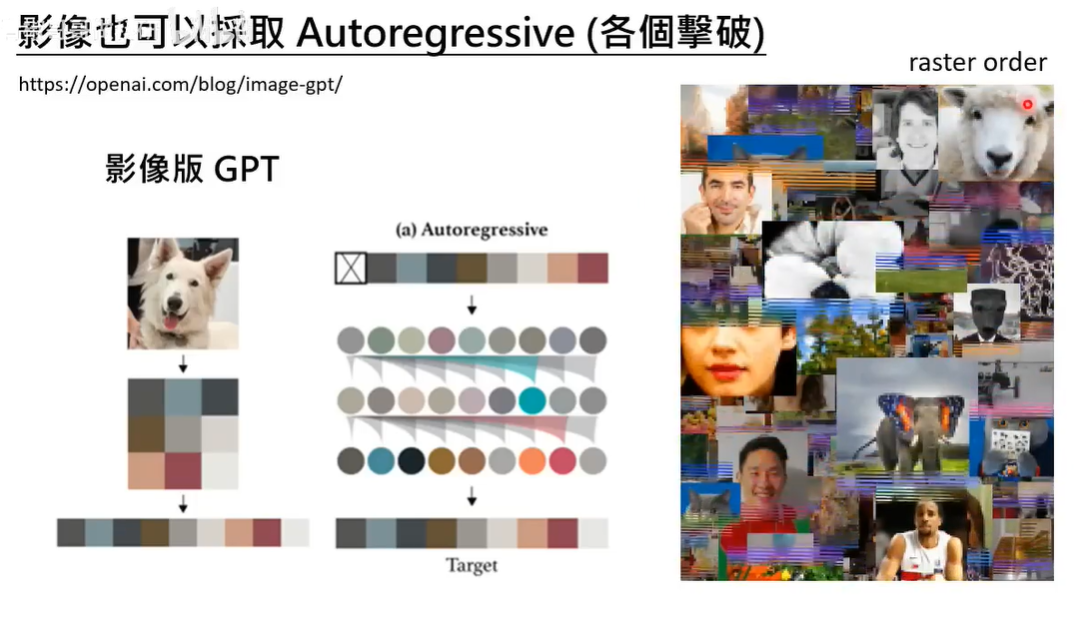 影像也可以採取 Autoregressive (各個擊破)
https://openai.com/blog/image-gpt/
raster order
影像版 GPT
(a) Autoregressive
Target